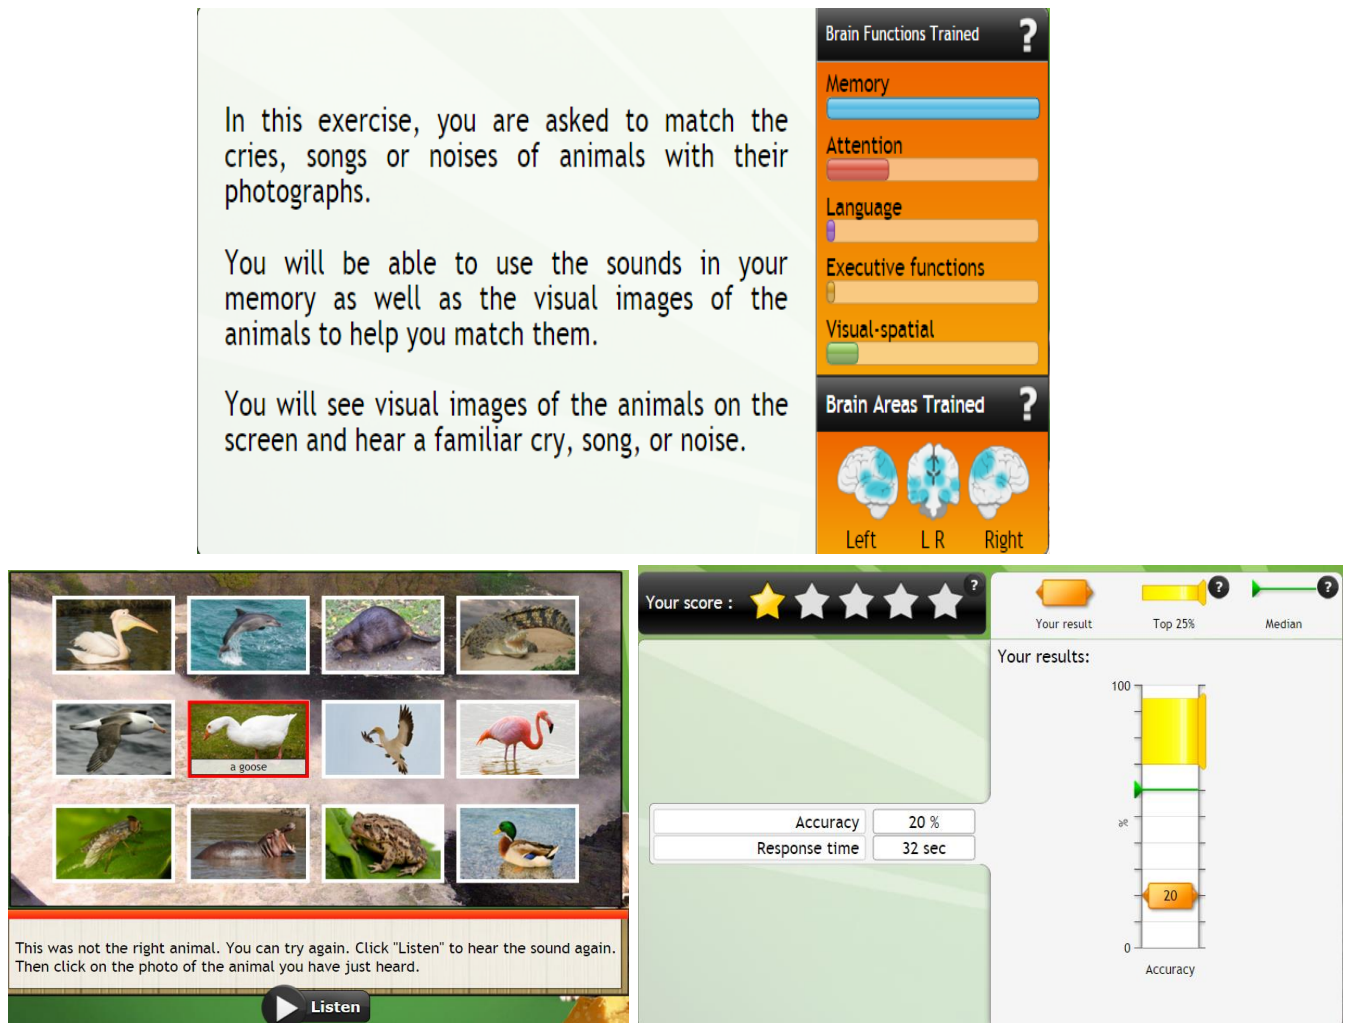 In this exercise, you are asked to match the
cries, songs or noises of animals with their
photographs.
You will be able to use the sounds in your
memory as well as the visual images of the
animals to help you match them.
You will see visual images of the animals on the
screen and hear a familiar cry, song, or noise.
Brain Functions Trained ?
Memory
Attention
Language
Executive functions
Visual-spatial
Brain Areas Trained ?
Left L R Right
a goose
This was not the right animal. You can try again. Click "Listen" to hear the sound again.
Then click on the photo of the animal you have just heard.
Listen
Your score : ?
Accuracy 20 %
Response time 32 sec
? ?
Your result Top 25% Median
Your results:
100
%
20
0
Accuracy